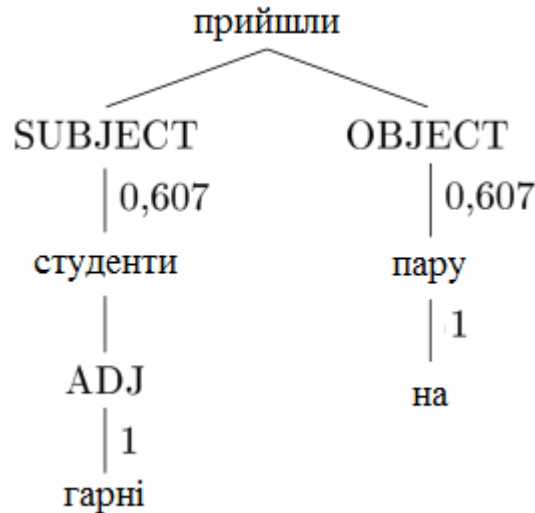 прийшли
SUBJECT OBJECT
0,607 0,607
студенти пару
1
ADJ на
1
гарні